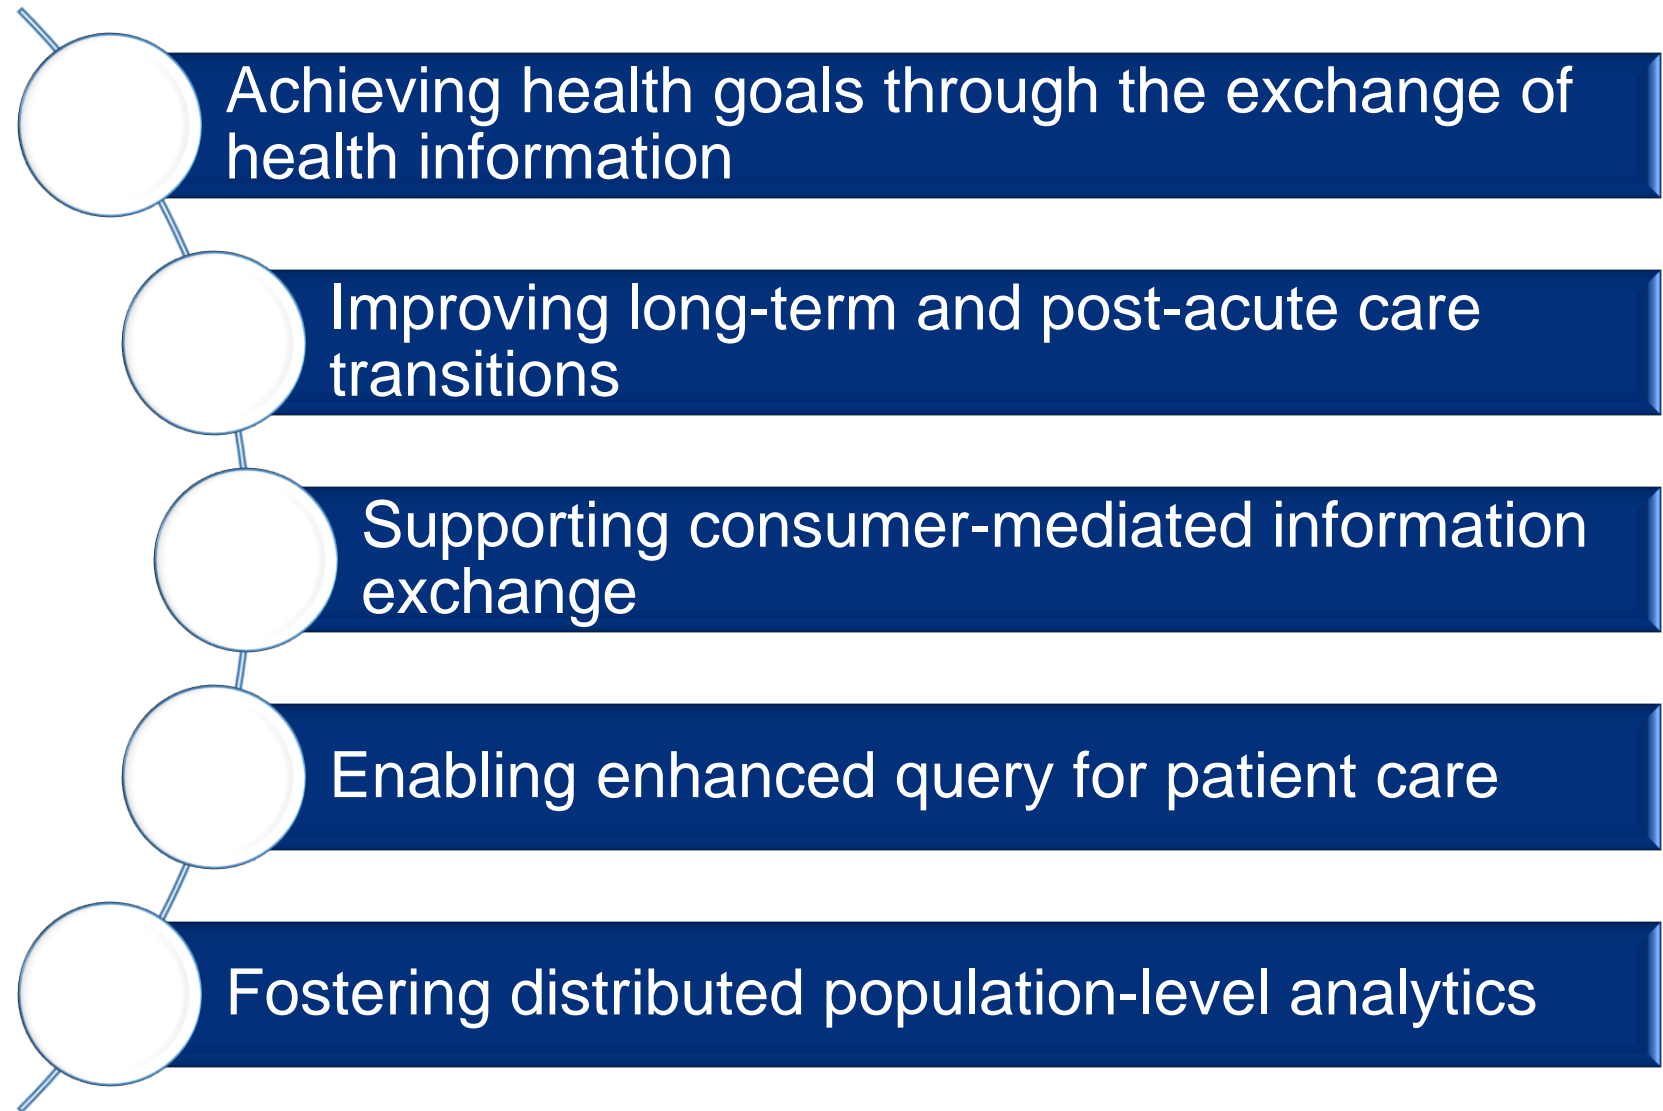 Achieving health goals through the exchange of
health information
Improving long-term and post-acute care
transitions
Supporting consumer-mediated information
exchange
Enabling enhanced query for patient care
Fostering distributed population-level analytics